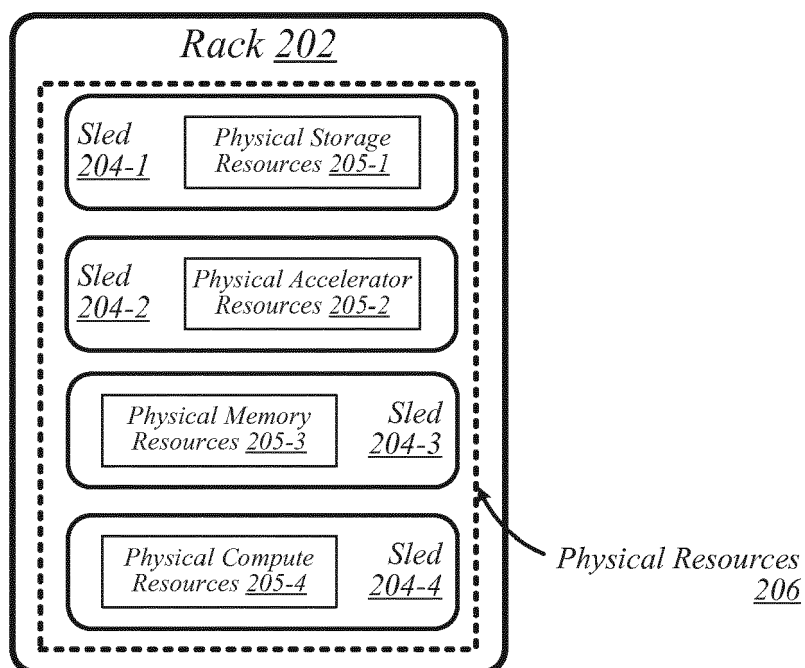 Rack 202
Sled
204-1
Physical Storage
Resources 205-1
Sled
204-2
Physical Accelerator
Resources 205-2
Physical Memory
Resources 205-3
Sled
204-3
Physical Compute
Resources 205-4
Sled
204-4
Physical Resources
206